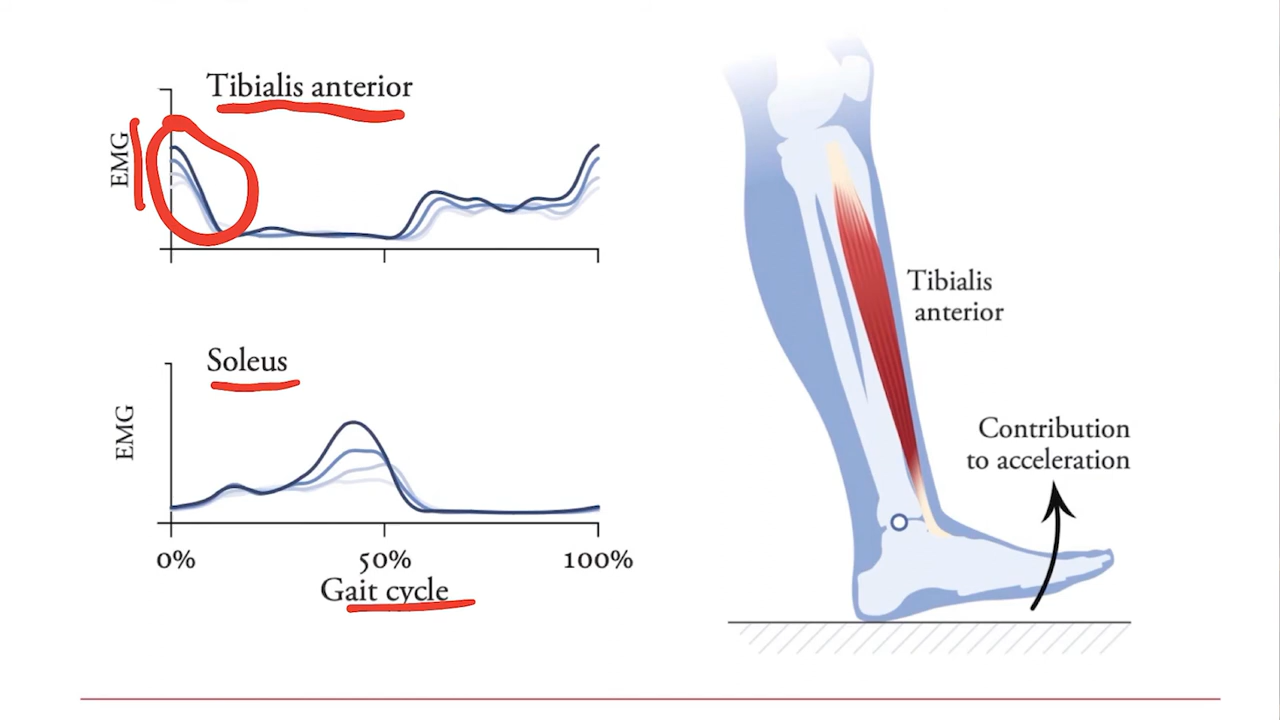 Tibialis anterior
EMG
Soleus
EMG
0% 50% 100%
Gait cycle
Tibialis
anterior
Contribution
to acceleration